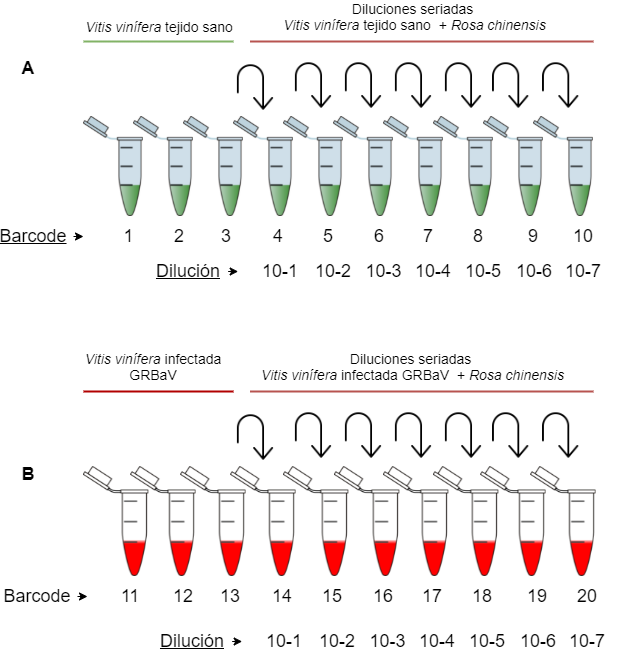 Vitis vinífera tejido sano
Diluciones seriadas
Vitis vinífera tejido sano + Rosa chinensis
A
Barcode 1 2 3 4 5 6 7 8 9 10
Dilución 10-1 10-2 10-3 10-4 10-5 10-6 10-7
Vitis vinífera infectada
GRBaV
Diluciones seriadas
Vitis vinífera infectada GRBaV + Rosa chinensis
B
Barcode 11 12 13 14 15 16 17 18 19 20
Dilución 10-1 10-2 10-3 10-4 10-5 10-6 10-7